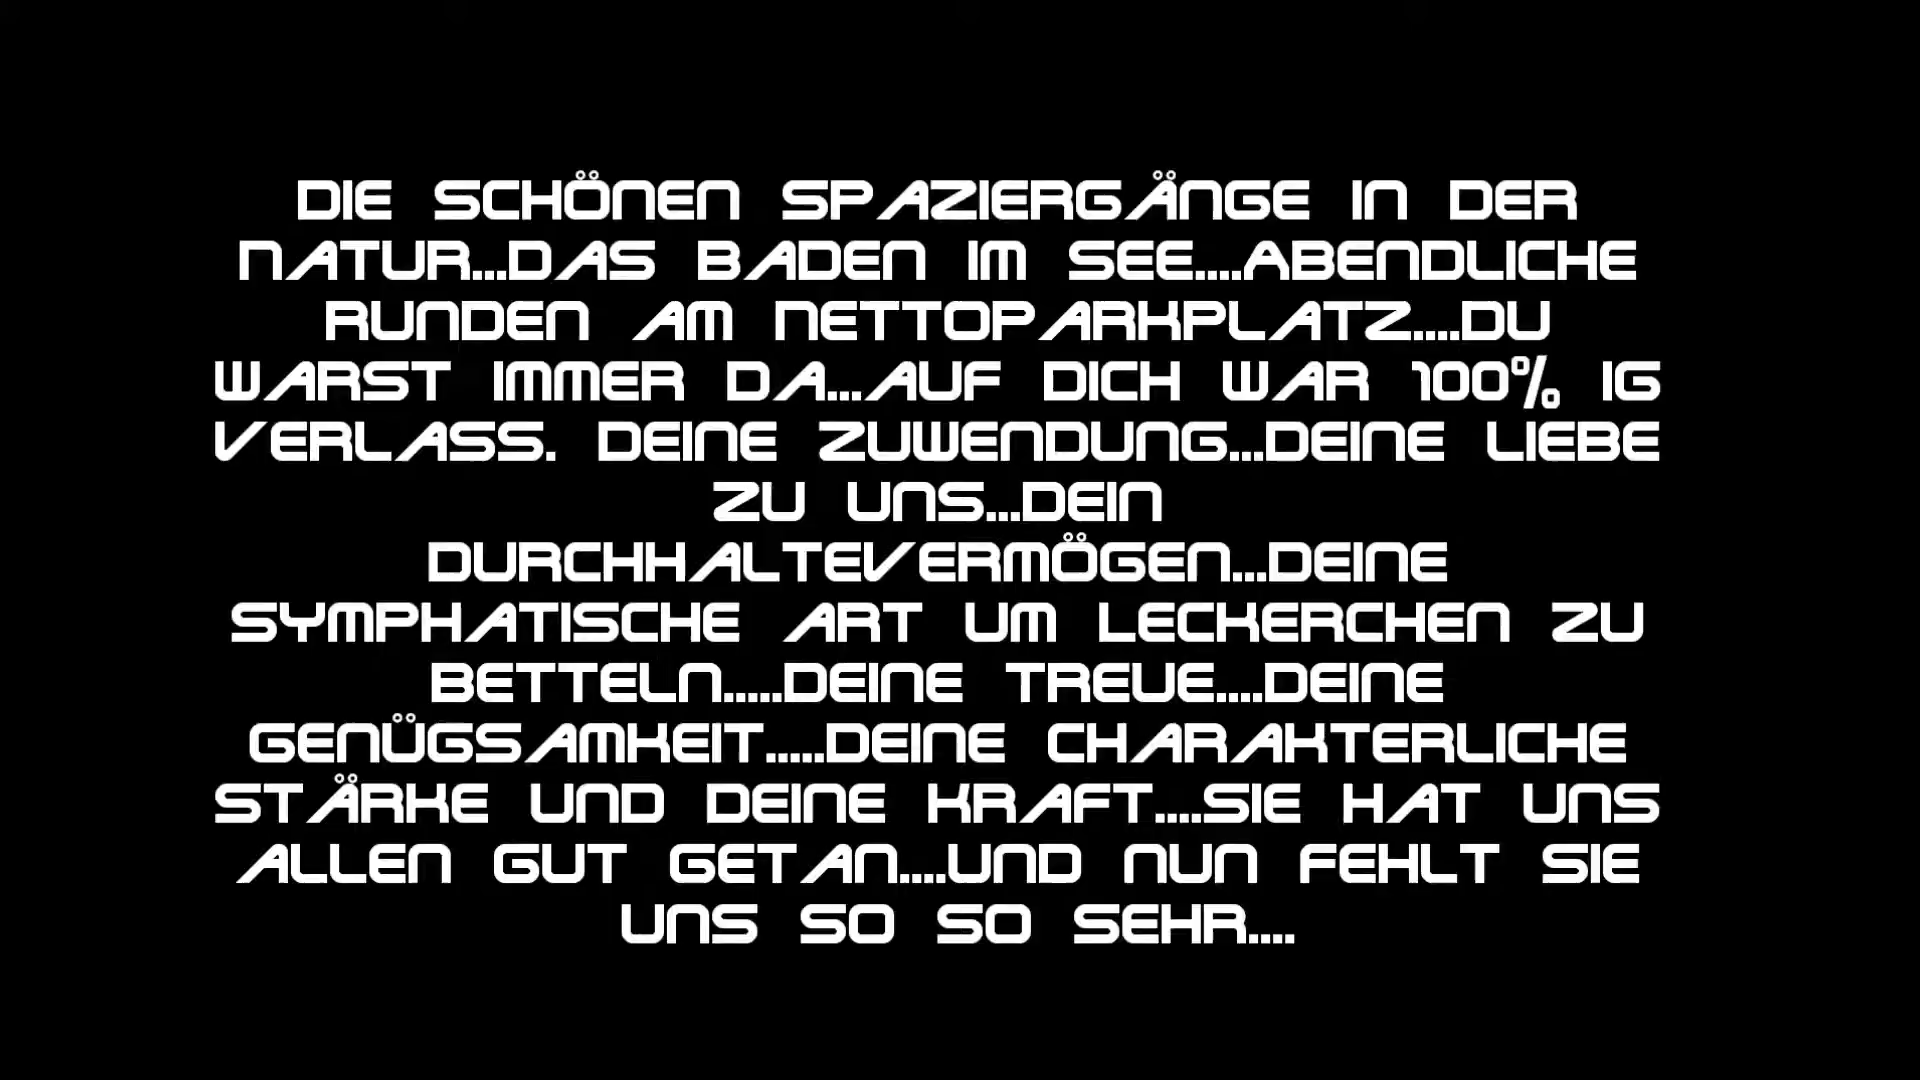 DIE SCHÖNEN SPAZIERGÄNGE IN DER
NATUR...DAS BADEN IM SEE....ABENDLICHE
RUNDEN AM NETTOPARKPLATZ.....DU
WARST IMMER DA...AUF DICH WAR 100% IG
VERLASS. DEINE ZUWENDUNG...DEINE LIEBE
ZU UNS...DEIN
DURCHHALTEVERMÖGEN...DEINE
SYMPHATISCHE ART UM LECKERCHEN ZU
BETTELN.....DEINE TREUE....DEINE
GENÜGSAMKEIT.....DEINE CHARAKTERLICHE
STÄRKE UND DEINE KRAFT....SIE HAT UNS
ALLEN GUT GETAN....UND NUN FEHLT SIE
UNS SO SO SEHR....